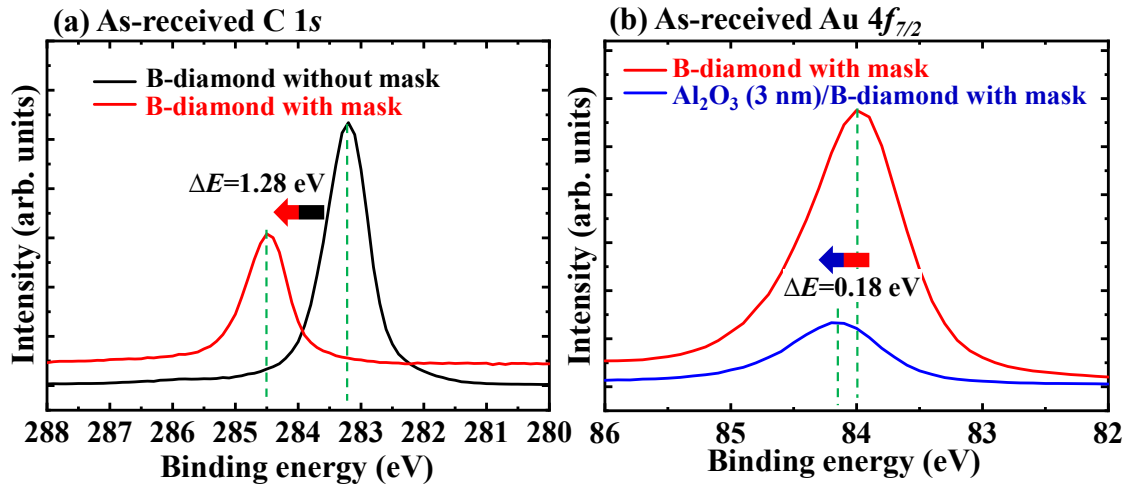 (a) As-received C 1s
B-diamond without mask
B-diamond with mask
ΔE=1.28 eV
Intensity (arb. units)
288 287 286 285 284 283 282 281 280
Binding energy (eV)
(b) As-received Au 4f7/2
B-diamond with mask
Al2O3 (3 nm)/B-diamond with mask
ΔE=0.18 eV
Intensity (arb. units)
86 85 84 83 82
Binding energy (eV)